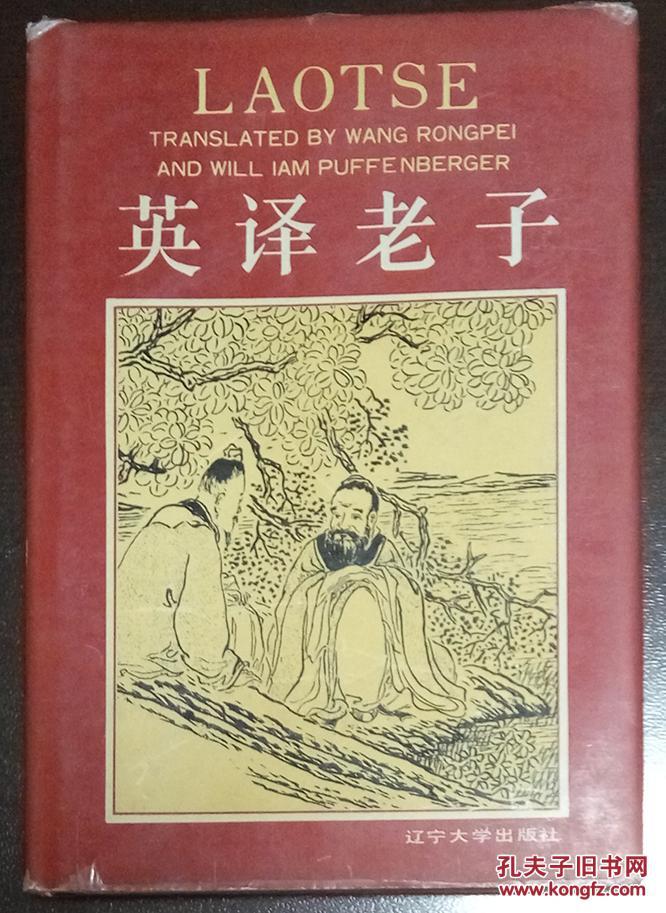 LAOTSE
TRANSLATED BY WANG RONGPEI
AND WILL IAM PUFFENBERGER
英译老子
辽宁大学出版社
孔夫子旧书网
www.kongfz.com